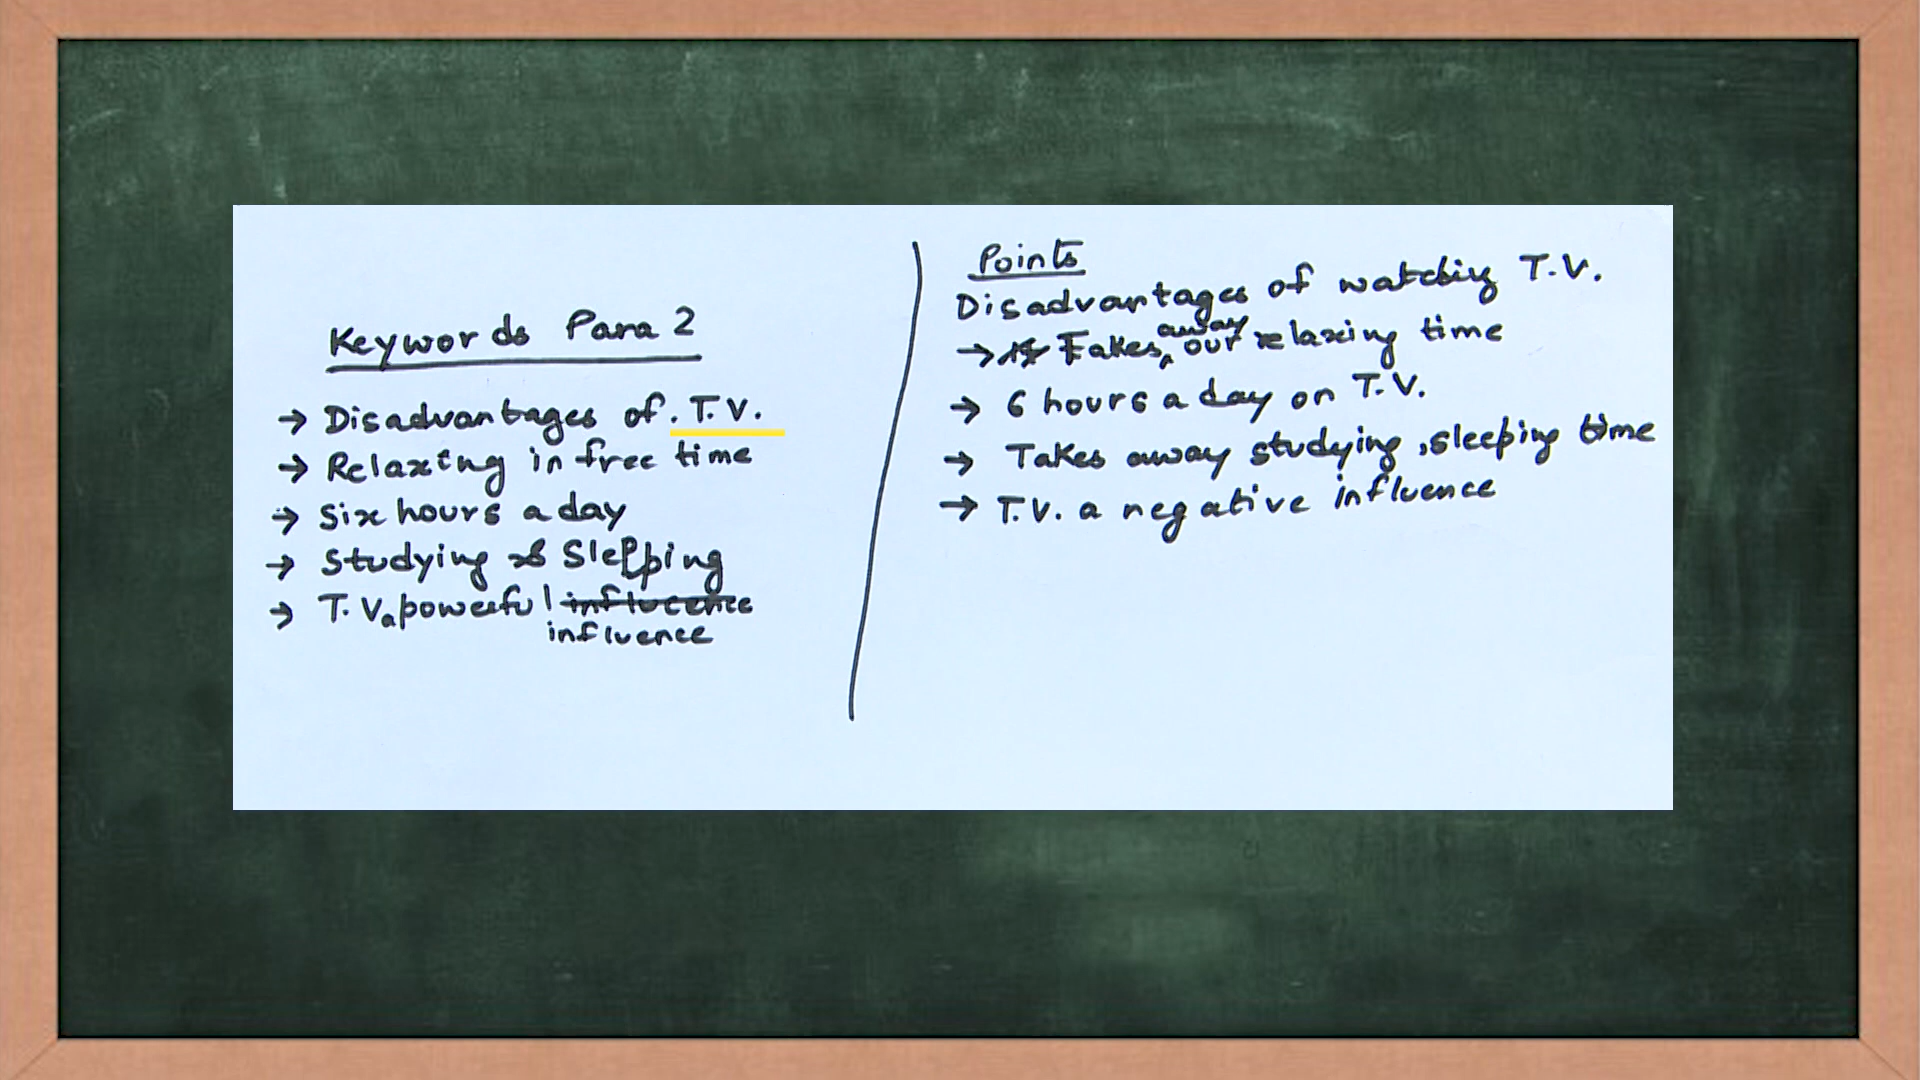 Keywords Para 2
→ Disadvantages of T.V.
→ Relaxing in free time
→ Six hours a day
→ Studying & Sleeping
→ T.V. a powerful influence
influence
Points
Disadvantages of watching T.V.
→ Takes away our relaxing time
→ 6 hours a day on T.V.
→ Takes away studying, sleeping time
→ T.V. a negative influence